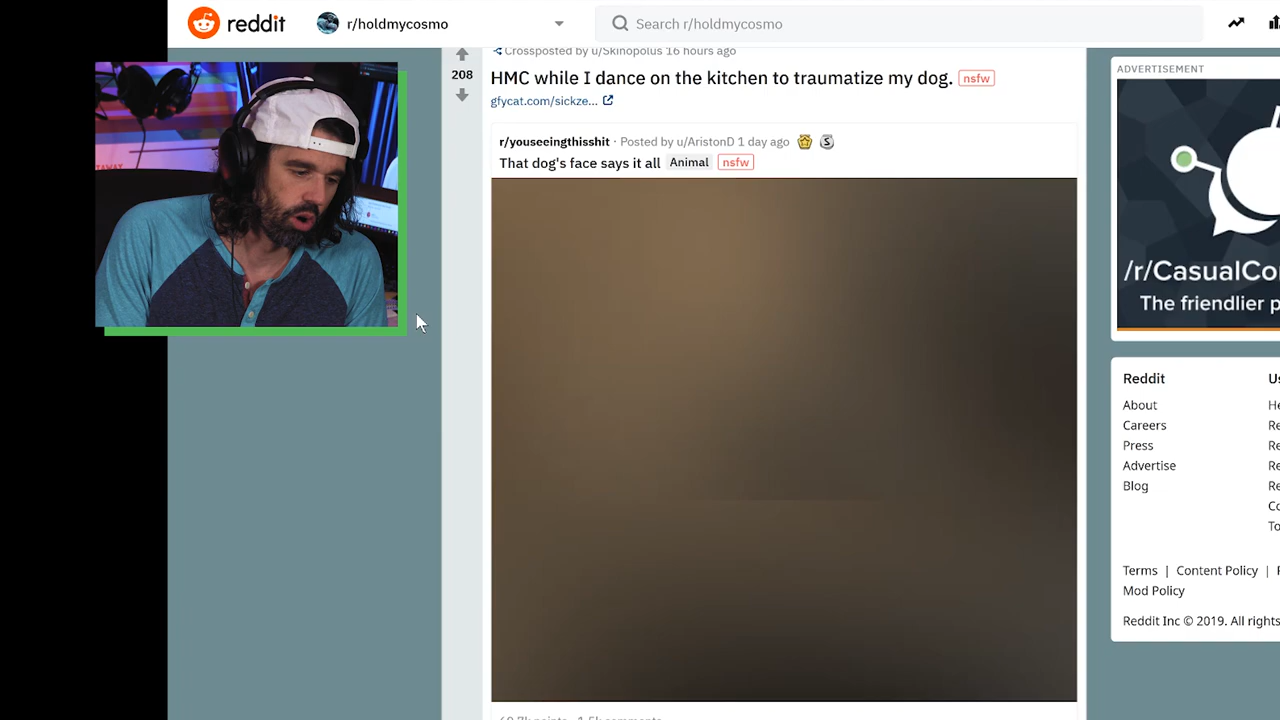 reddit
r/holdmycosmo
Search r/holdmycosmo
Crossposted by u/Skinopolus 16 hours ago
208
HMC while I dance on the kitchen to traumatize my dog. nsfw
gfycat.com/sickze...
r/youseeingthisshit · Posted by u/AristonD 1 day ago
That dog's face says it all Animal nsfw
ADVERTISEMENT
/r/CasualCo
The friendlier p
Reddit
About
Careers
Press
Advertise
Blog
Terms | Content Policy |
Mod Policy
Reddit Inc © 2019. All rights